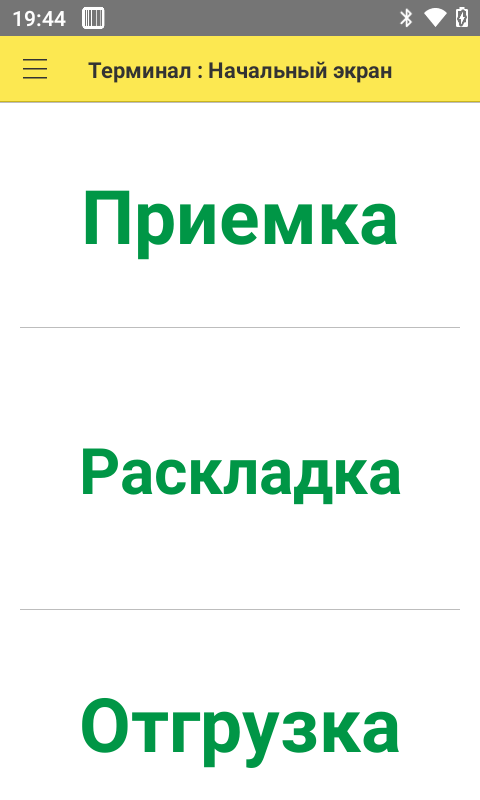 19:44
Терминал : Начальный экран
Приемка
Раскладка
Отгрузка